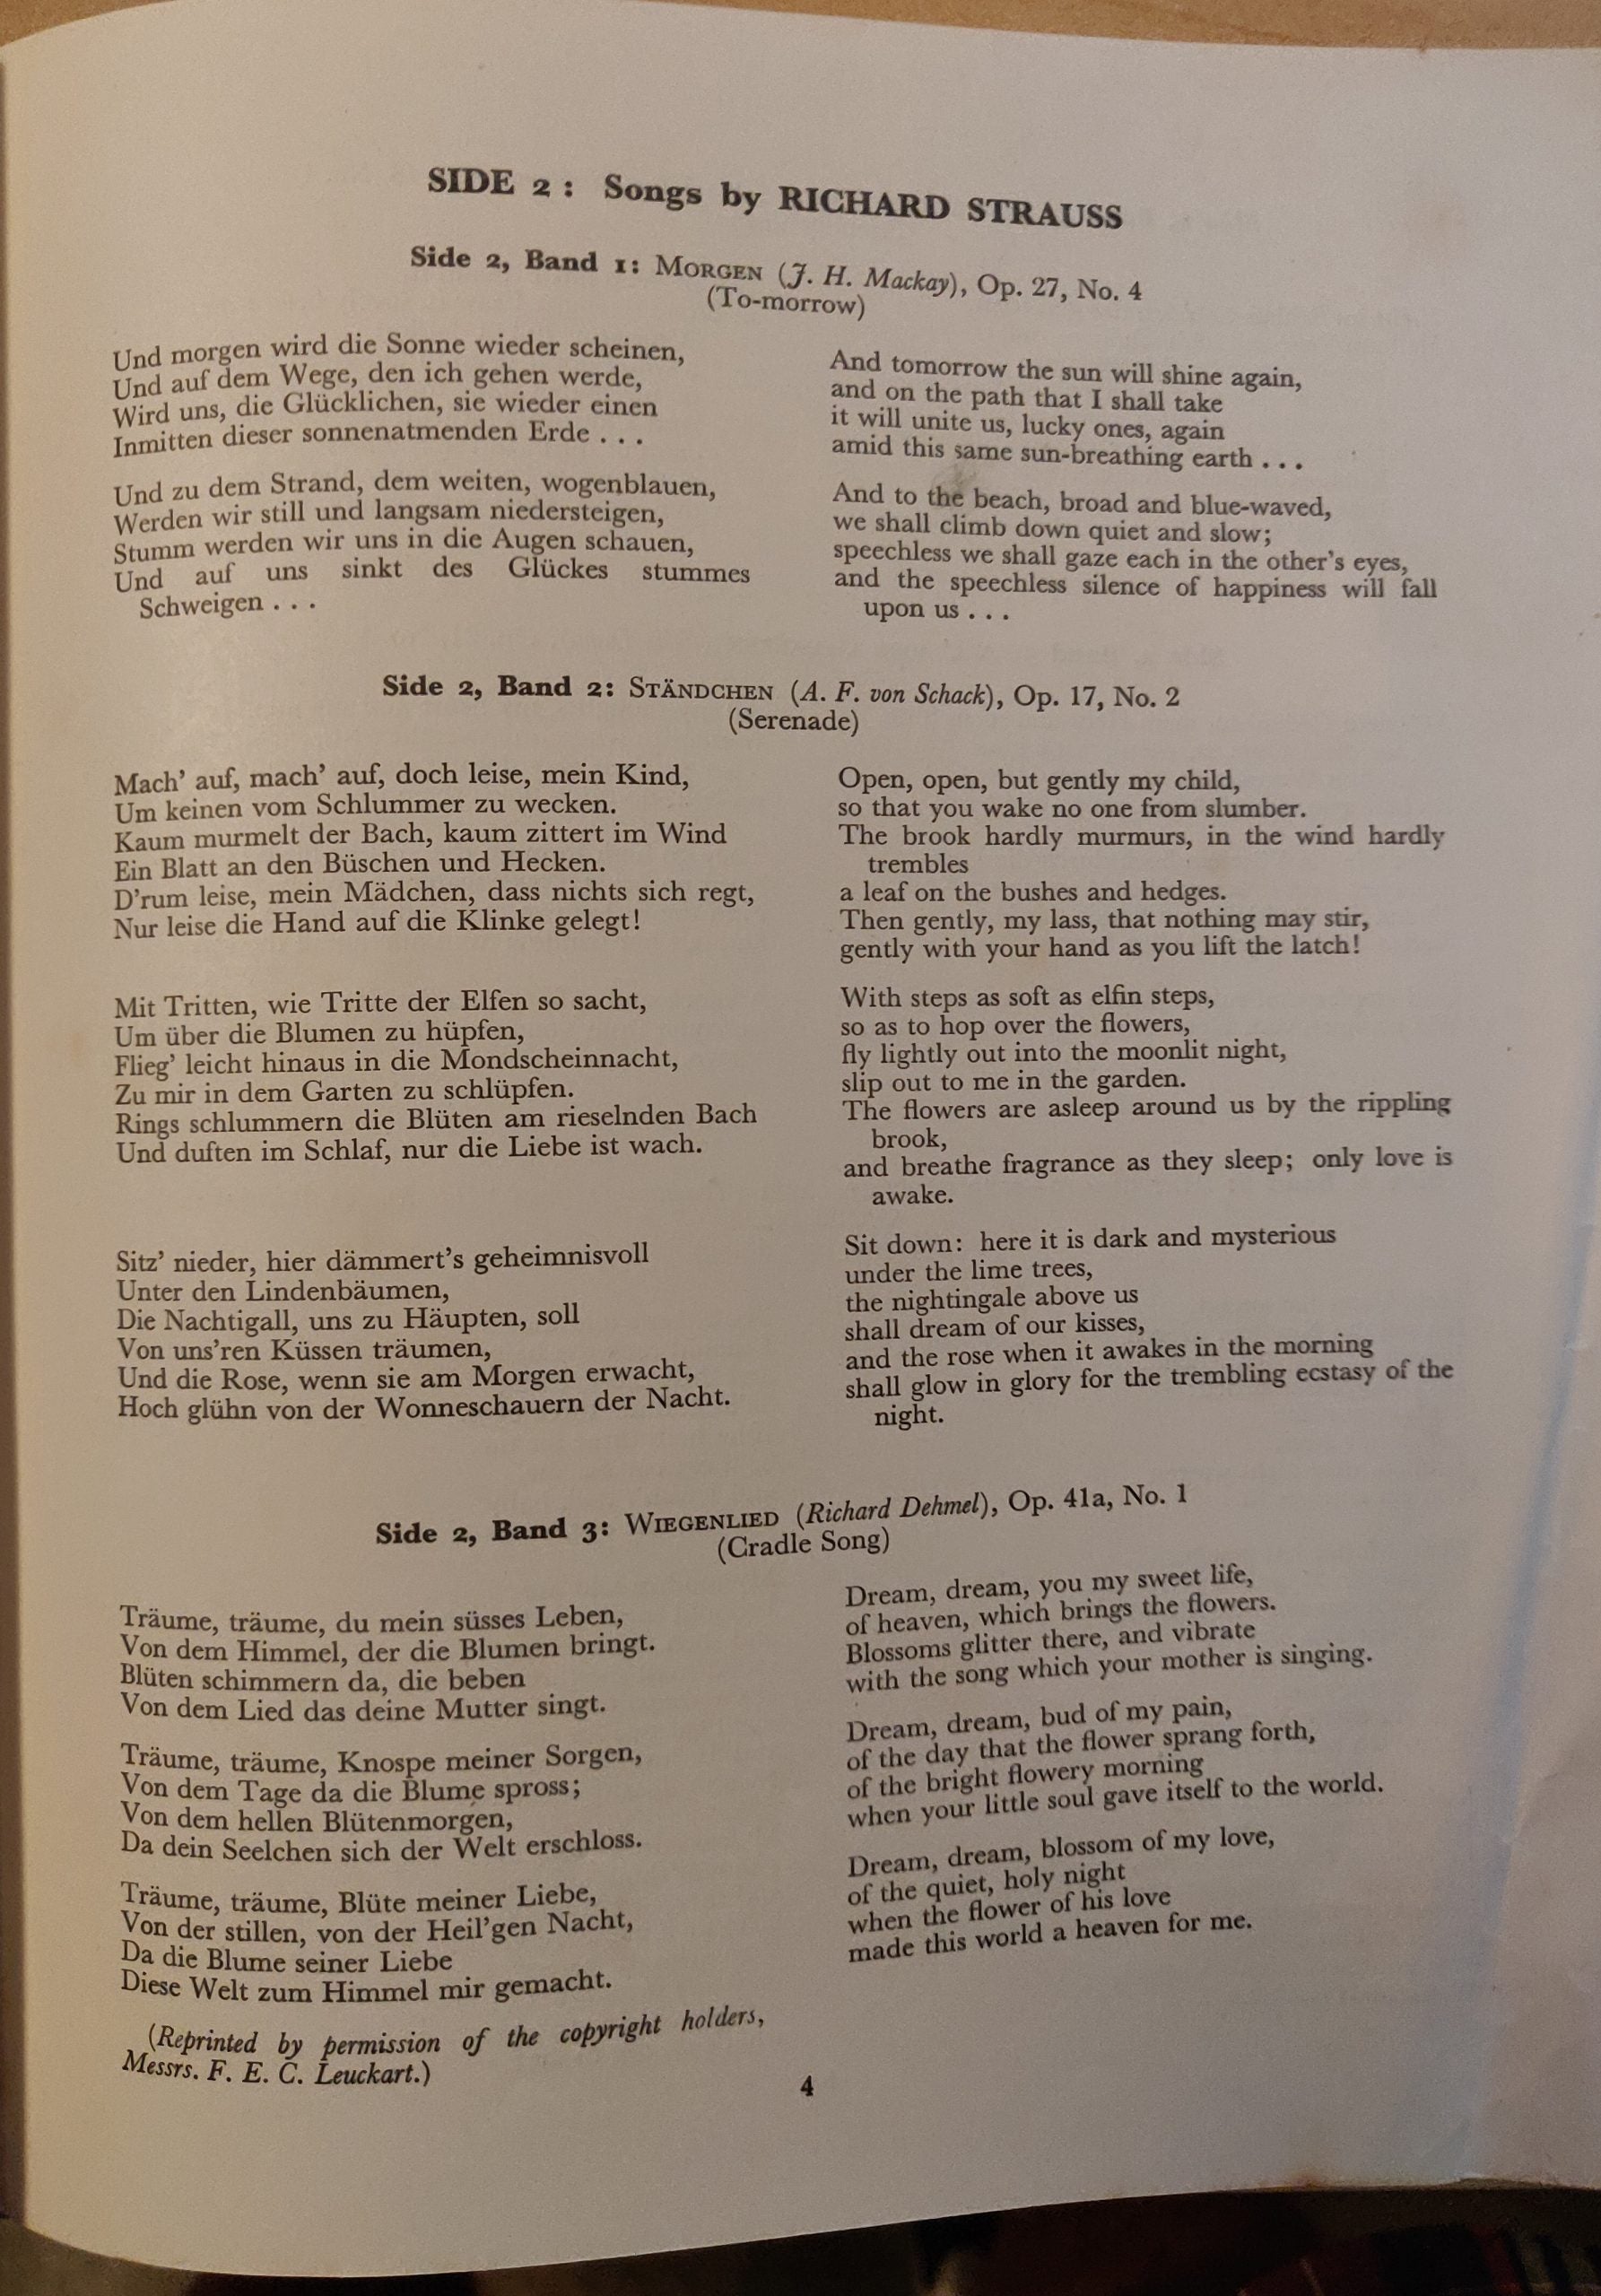 SIDE 2: Songs by RICHARD STRAUSS
Side 2, Band 1: MORGEN (J. H. Mackay), Op. 27, No. 4
(To-morrow)
Und morgen wird die Sonne wieder scheinen,
Und auf dem Wege, den ich gehen werde,
Wird uns, die Glücklichen, sie wieder einen
Inmitten dieser sonnenatmenden Erde . . .
Und zu dem Strand, dem weiten, wogenblauen,
Werden wir still und langsam niedersteigen,
Stumm werden wir uns in die Augen schauen,
Und auf uns sinkt des Glückes stummes
Schweigen . . .
And tomorrow the sun will shine again,
and on the path that I shall take
it will unite us, lucky ones, again
amid this same sun-breathing earth . . .
And to the beach, broad and blue-waved,
we shall climb down quiet and slow;
speechless we shall gaze each in the other's eyes,
and the speechless silence of happiness will fall
upon us . . .
Side 2, Band 2: STÄNDCHEN (A. F. von Schack), Op. 17, No. 2
(Serenade)
Mach' auf, mach' auf, doch leise, mein Kind,
Um keinen vom Schlummer zu wecken.
Kaum murmelt der Bach, kaum zittert im Wind
Ein Blatt an den Büschen und Hecken.
D'rum leise, mein Mädchen, dass nichts sich regt,
Nur leise die Hand auf die Klinke gelegt!
Mit Tritten, wie Tritte der Elfen so sacht,
Um über die Blumen zu hüpfen,
Flieg' leicht hinaus in die Mondscheinnacht,
Zu mir in dem Garten zu schlüpfen.
Rings schlummern die Blüten am rieselnden Bach
Und duften im Schlaf, nur die Liebe ist wach.
Sitz' nieder, hier dämmert's geheimnisvoll
Unter den Lindenbäumen,
Die Nachtigall, uns zu Häupten, soll
Von uns'ren Küssen träumen,
Und die Rose, wenn sie am Morgen erwacht,
Hoch glühn von der Wonneschauern der Nacht.
Open, open, but gently my child,
so that you wake no one from slumber.
The brook hardly murmurs, in the wind hardly
trembles
a leaf on the bushes and hedges.
Then gently, my lass, that nothing may stir,
gently with your hand as you lift the latch!
With steps as soft as elfin steps,
so as to hop over the flowers,
fly lightly out into the moonlit night,
slip out to me in the garden.
The flowers are asleep around us by the rippling
brook,
and breathe fragrance as they sleep; only love is
awake.
Sit down: here it is dark and mysterious
under the lime trees,
the nightingale above us
shall dream of our kisses,
and the rose when it awakes in the morning
shall glow in glory for the trembling ecstasy of the
night.
Side 2, Band 3: WIEGENLIED (Richard Dehmel), Op. 41a, No. 1
(Cradle Song)
Träume, träume, du mein süsses Leben,
Von dem Himmel, der die Blumen bringt.
Blüten schimmern da, die beben
Von dem Lied das deine Mutter singt.
Träume, träume, Knospe meiner Sorgen,
Von dem Tage da die Blume spross;
Von dem hellen Blütenmorgen,
Da dein Seelchen sich der Welt erschloss.
Träume, träume, Blüte meiner Liebe,
Von der stillen, von der Heil'gen Nacht,
Da die Blume seiner Liebe
Diese Welt zum Himmel mir gemacht.
(Reprinted by permission of the copyright holders,
Messrs. F. E. C. Leuckart.)
Dream, dream, you my sweet life,
of heaven, which brings the flowers.
Blossoms glitter there, and vibrate
with the song which your mother is singing.
Dream, dream, bud of my pain,
of the day that the flower sprang forth,
of the bright flowery morning
when your little soul gave itself to the world.
Dream, dream, blossom of my love,
of the quiet, holy night
when the flower of his love
made this world a heaven for me.
4